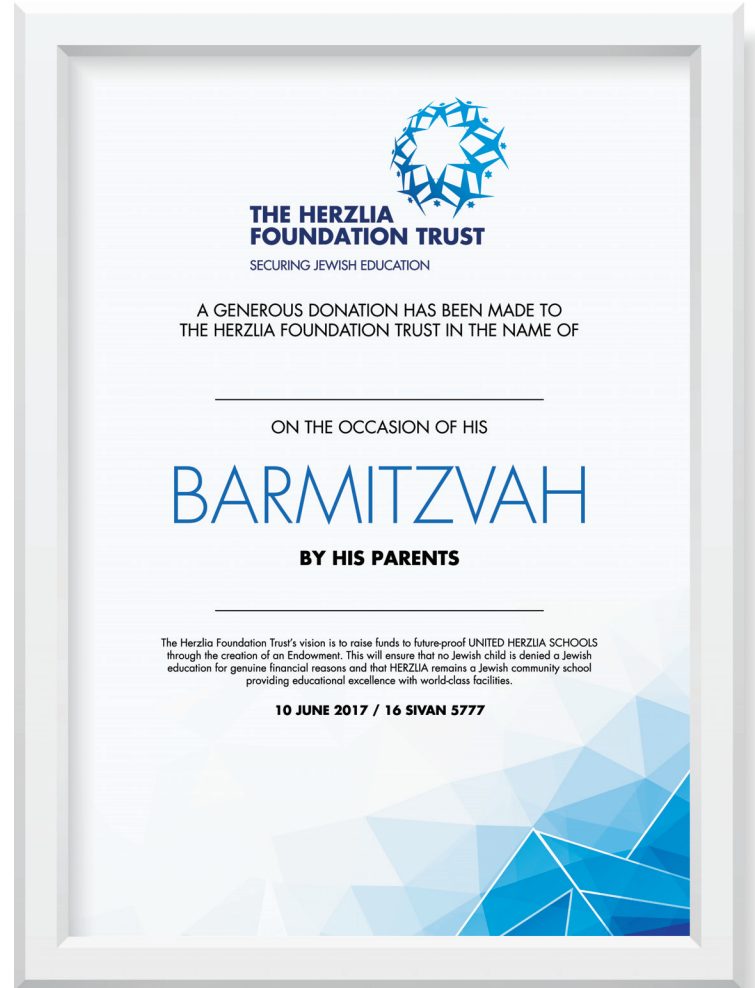 THE HERZLIA
FOUNDATION TRUST
SECURING JEWISH EDUCATION
A GENEROUS DONATION HAS BEEN MADE TO
THE HERZLIA FOUNDATION TRUST IN THE NAME OF
ON THE OCCASION OF HIS
BARMITZVAH
BY HIS PARENTS
The Herzlia Foundation Trust's vision is to raise funds to future-proof UNITED HERZLIA SCHOOLS
through the creation of an Endowment. This will ensure that no Jewish child is denied a Jewish
education for genuine financial reasons and that HERZLIA remains a Jewish community school
providing educational excellence with world-class facilities.
10 JUNE 2017 / 16 SIVAN 5777